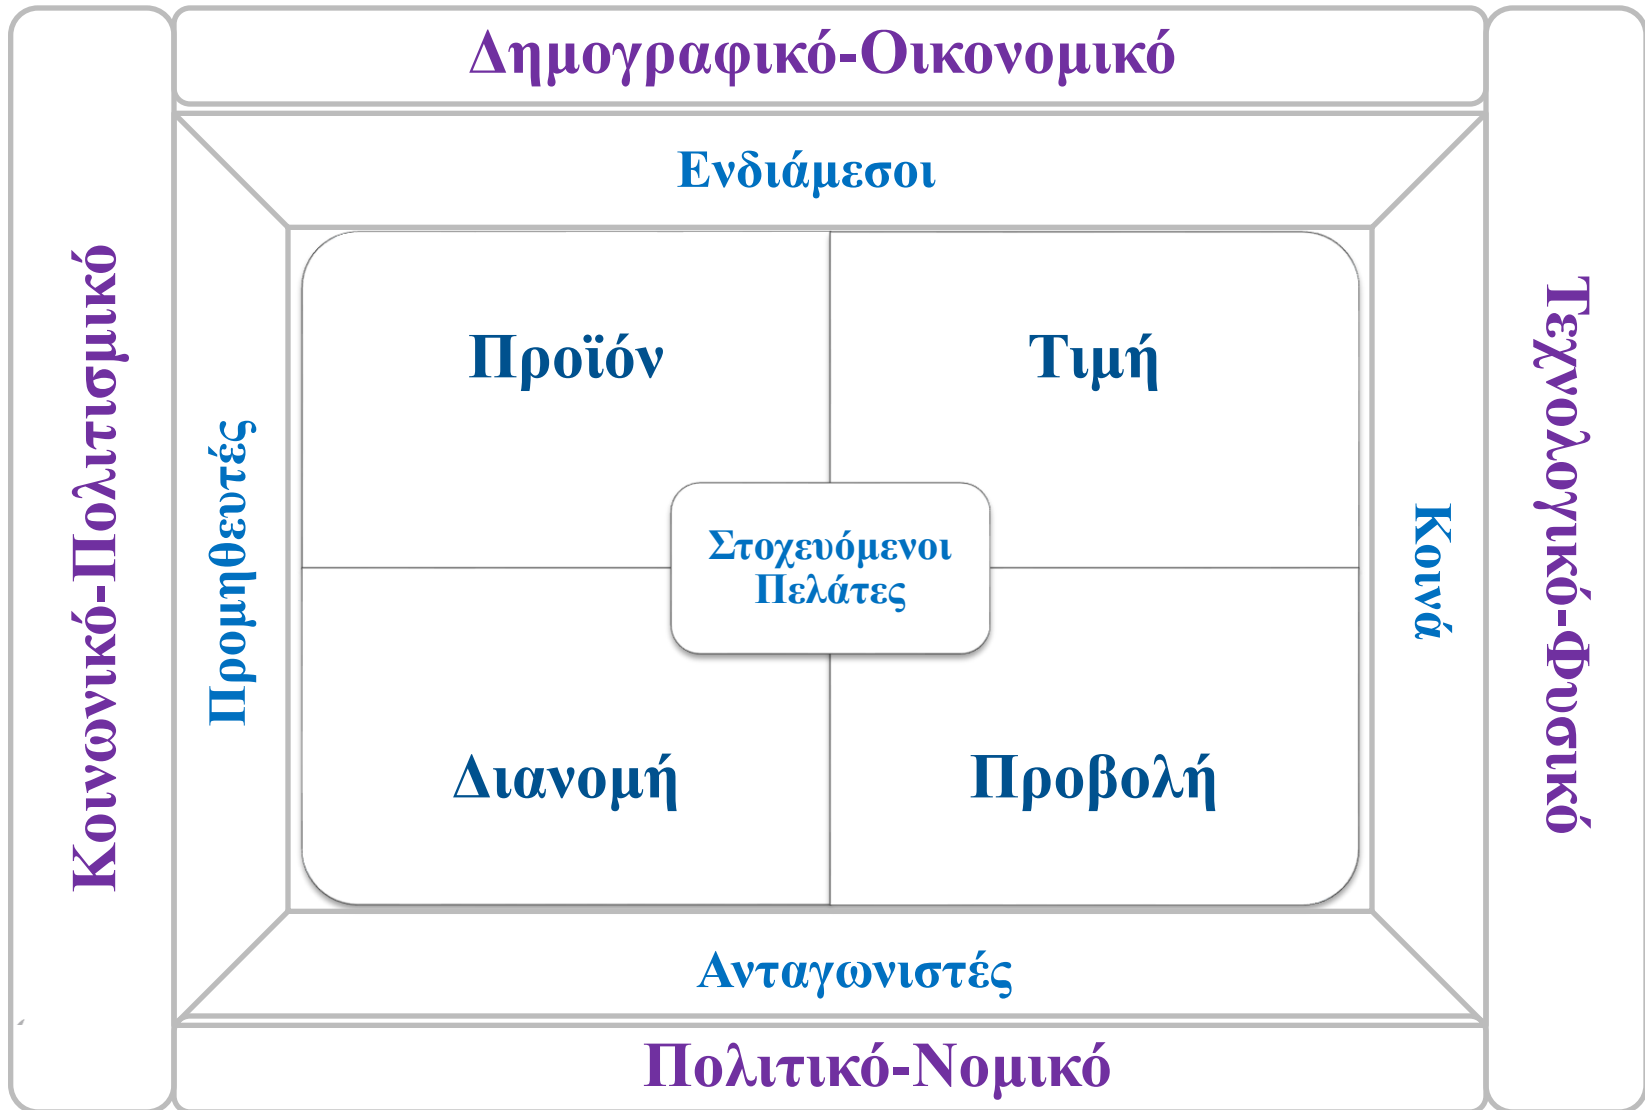 Δημογραφικό-Οικονομικό
Ενδιάμεσοι
Κοινωνικό-Πολιτισμικό
Προμηθευτές
Προϊόν
Τιμή
Στοχευόμενοι
Πελάτες
Διανομή
Προβολή
Κοινά
Τεχνολογικό-Φυσικό
Ανταγωνιστές
Πολιτικό-Νομικό